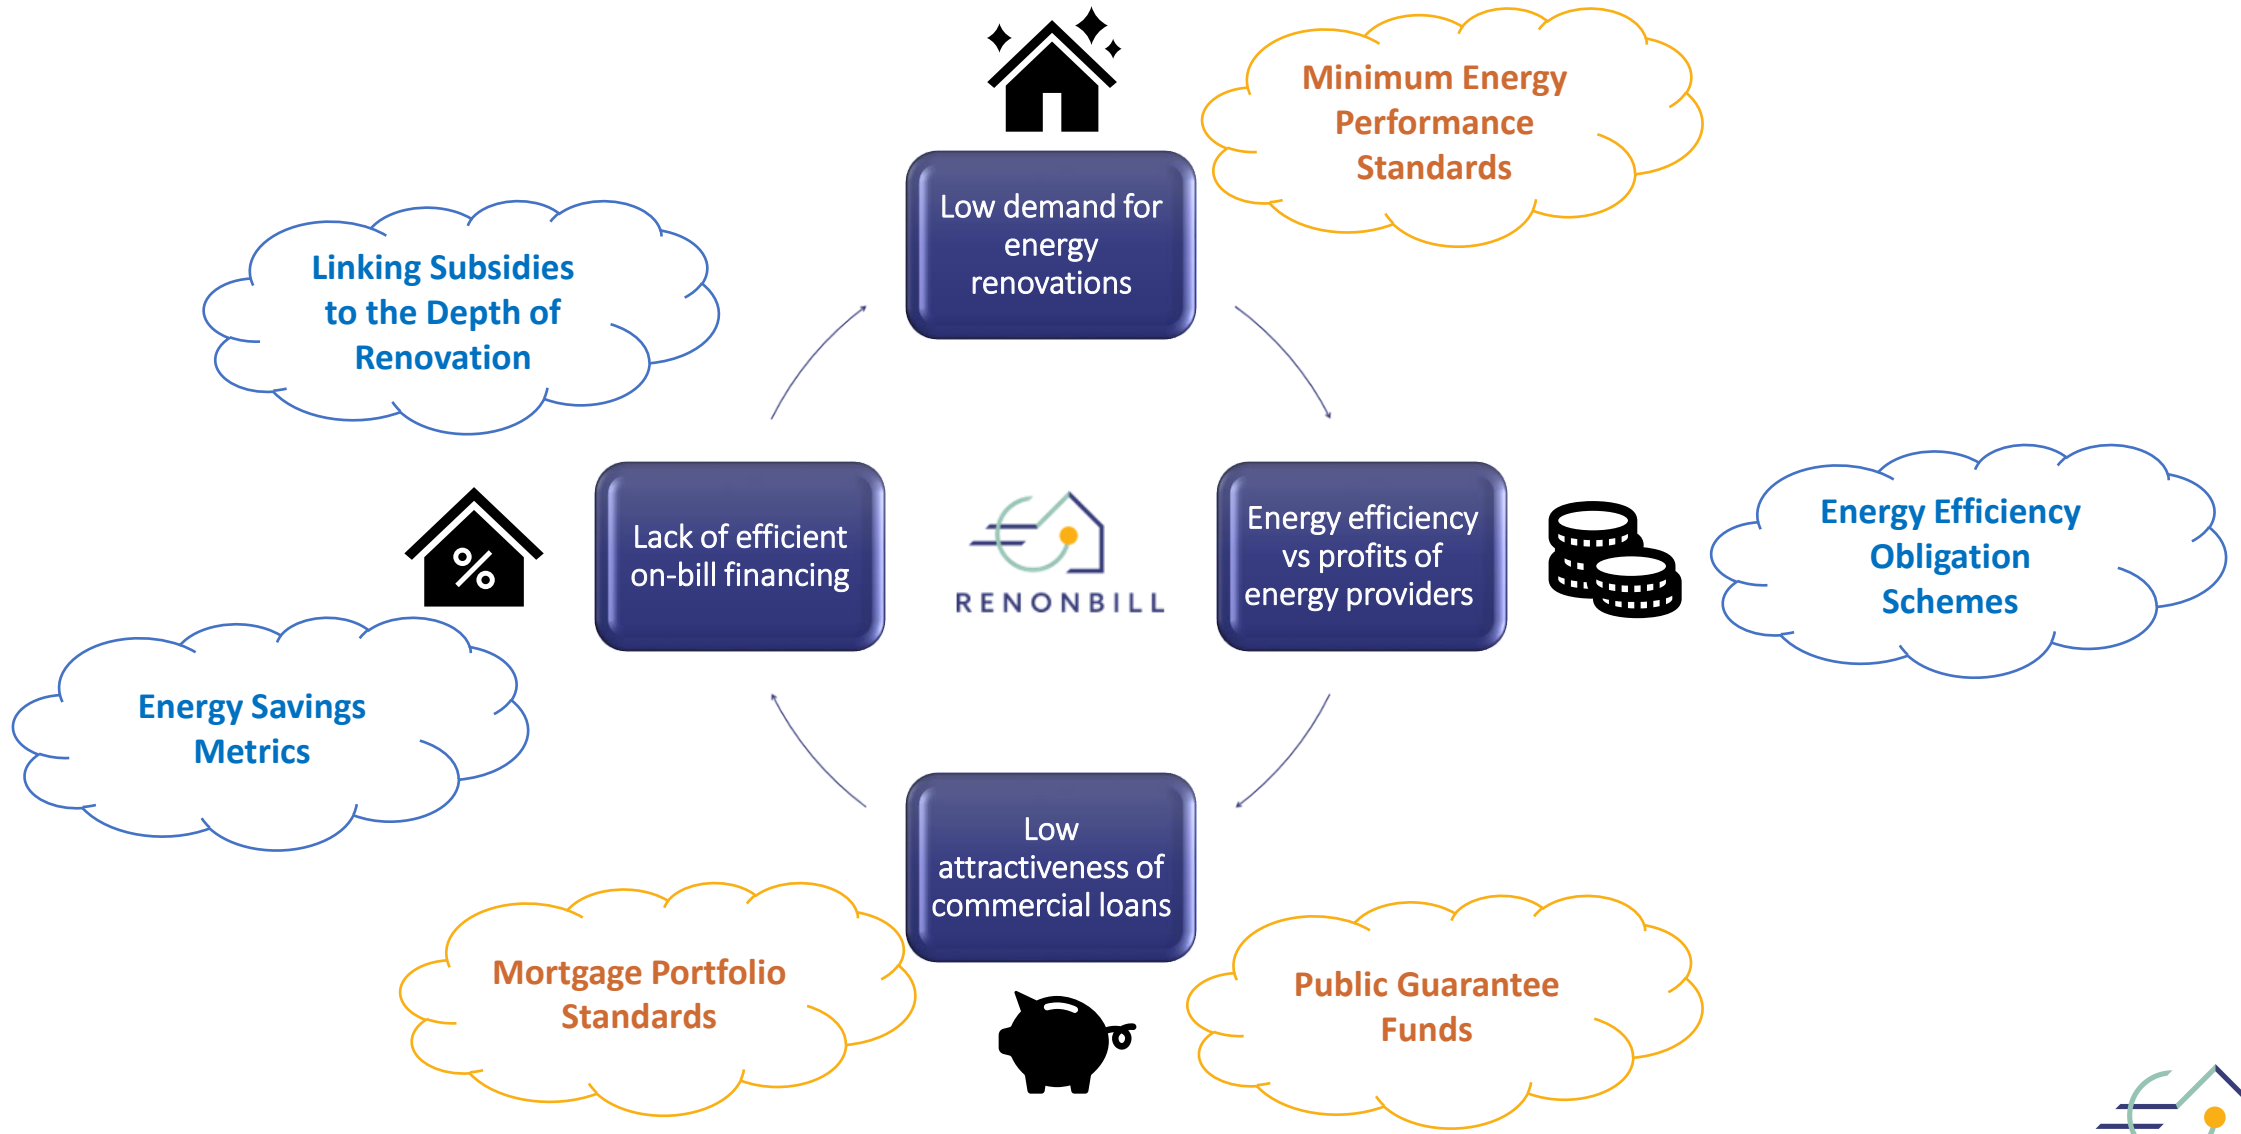 Minimum Energy
Performance
Standards
Low demand for
energy
renovations
Linking Subsidies
to the Depth of
Renovation
Lack of efficient
on-bill financing
%
RENONBILL
Energy efficiency
vs profits of
energy providers
Energy Efficiency
Obligation
Schemes
Energy Savings
Metrics
Low
attractiveness of
commercial loans
Mortgage Portfolio
Standards
Public Guarantee
Funds